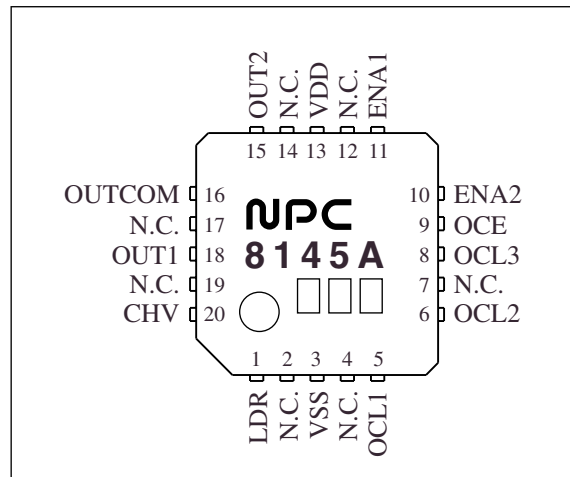 OUT2 N.C. VDD N.C. ENA1
15 14 13 12 11
OUTCOM 16 10 ENA2
N.C. 17 NPC 9 OCE
OUT1 18 8145A 8 OCL3
N.C. 19 7 N.C.
CHV 20 6 OCL2
1 2 3 4 5
LDR N.C. VSS N.C. OCL1